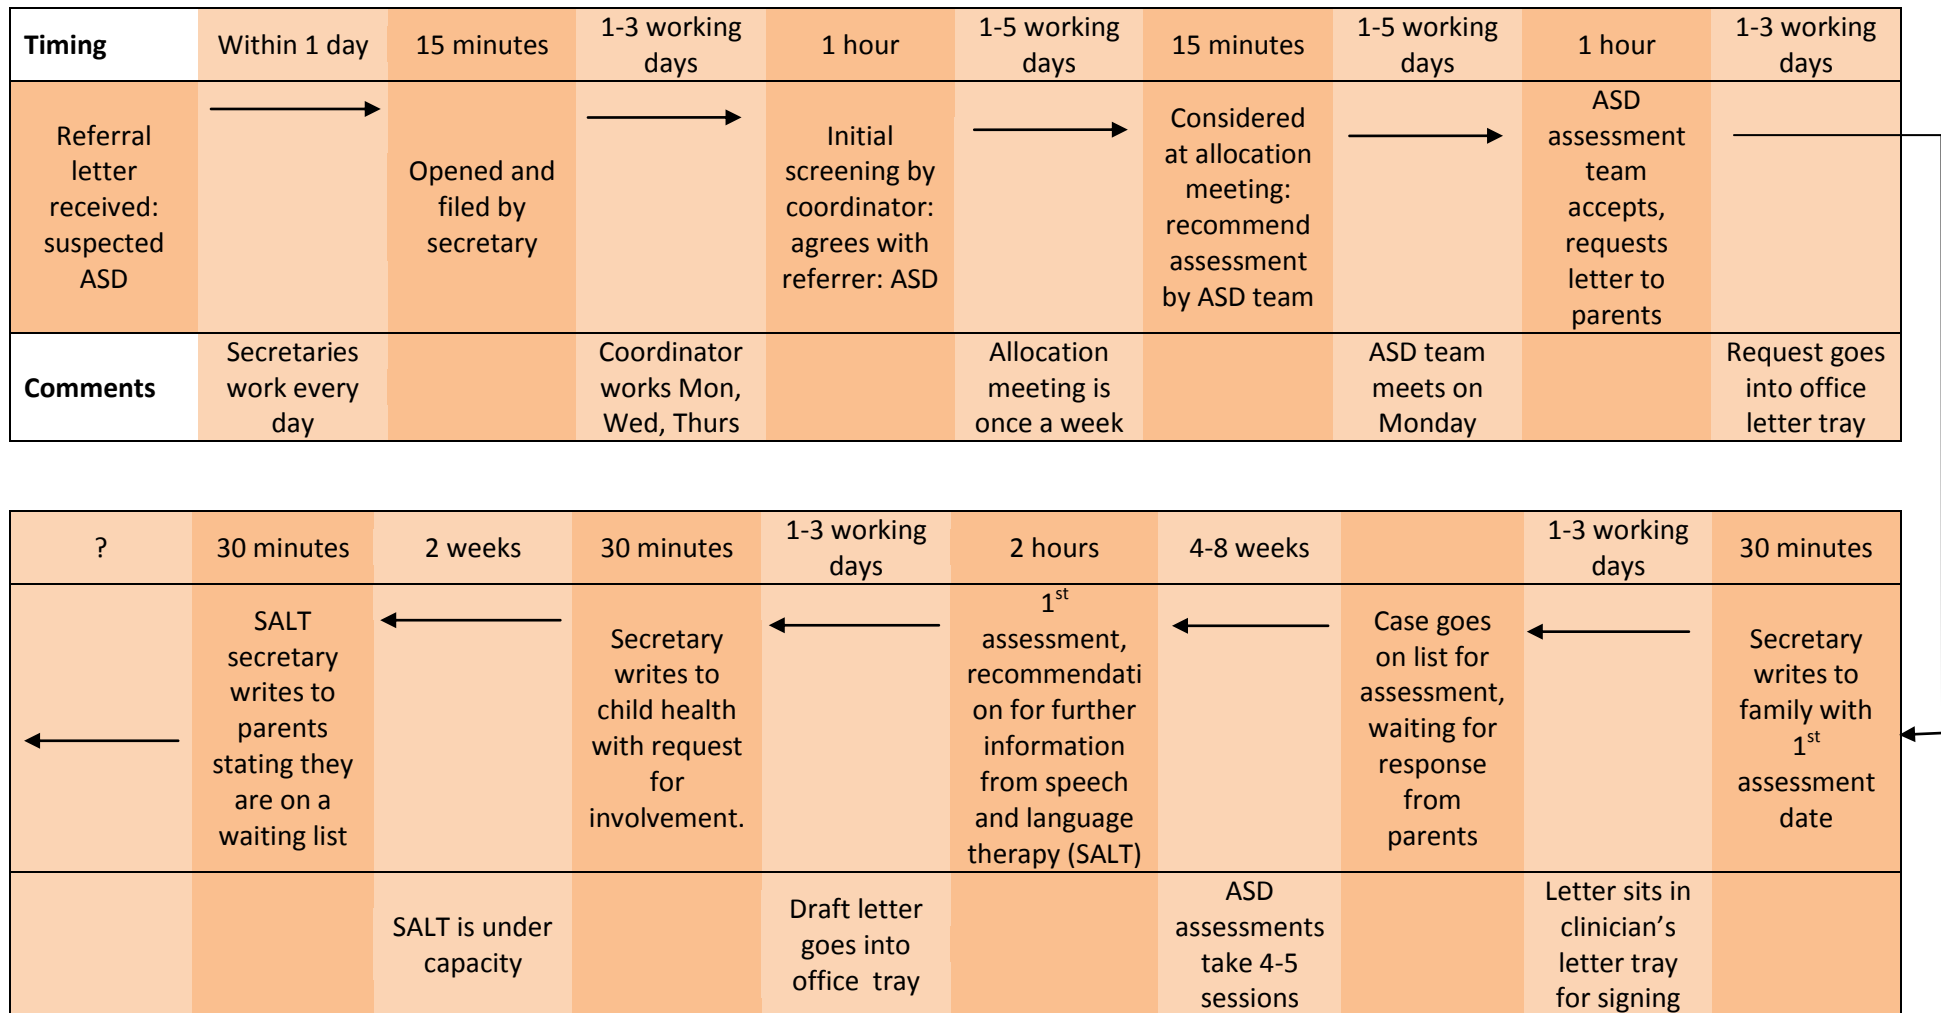 Timing
Within 1 day
15 minutes
1-3 working
days
1 hour
1-5 working
days
15 minutes
1-5 working
days
1 hour
1-3 working
days
Referral
letter
received:
suspected
ASD
Opened and
filed by
secretary
Initial
screening by
coordinator:
agrees with
referrer: ASD
Considered
at allocation
meeting:
recommend
assessment
by ASD team
ASD
assessment
team
accepts,
requests
letter to
parents
Comments
Secretaries
work every
day
Coordinator
works Mon,
Wed, Thurs
Allocation
meeting is
once a week
ASD team
meets on
Monday
Request goes
into office
letter tray
?
30 minutes
2 weeks
30 minutes
1-3 working
days
2 hours
4-8 weeks
1-3 working
days
30 minutes
SALT
secretary
writes to
parents
stating they
are on a
waiting list
Secretary
writes to
child health
with request
for
involvement.
1st
assessment,
recommendati
on for further
information
from speech
and language
therapy (SALT)
Case goes
on list for
assessment,
waiting for
response
from
parents
Secretary
writes to
family with
1st
assessment
date
SALT is under
capacity
Draft letter
goes into
office tray
ASD
assessments
take 4-5
sessions
Letter sits in
clinician's
letter tray
for signing